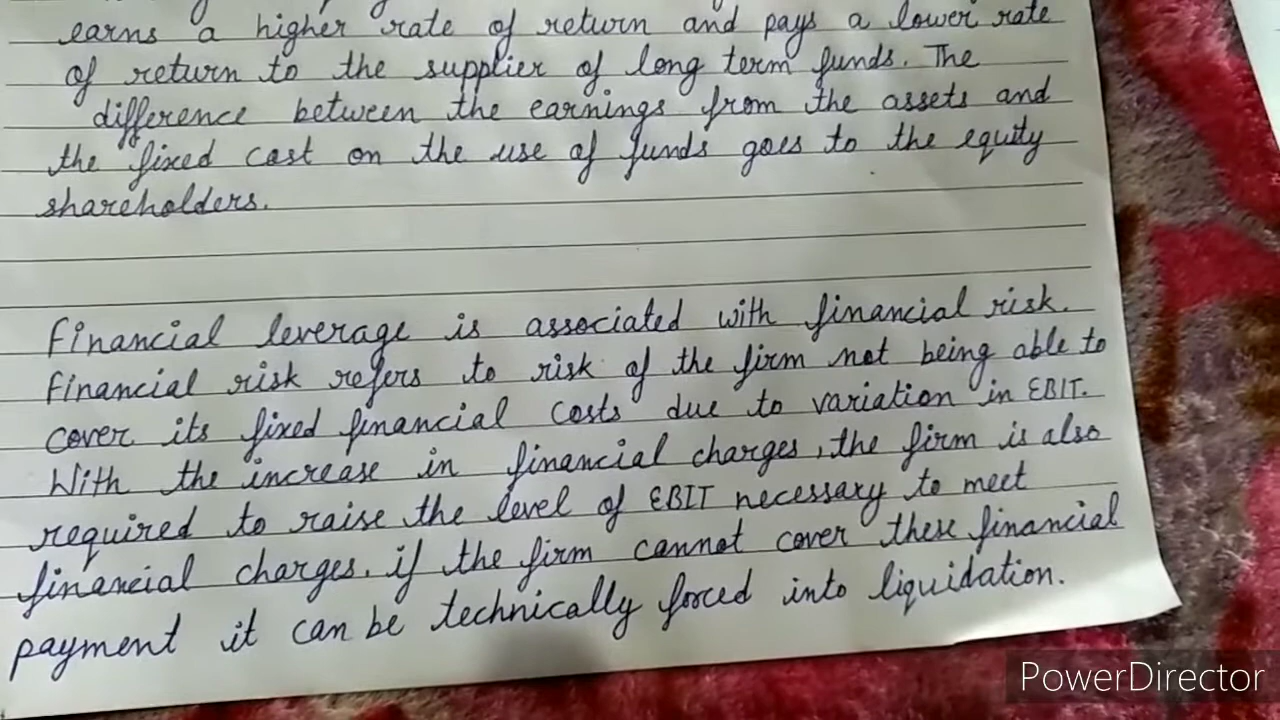 earns a higher rate of return and pays a lower rate
of return to the supplier of long term funds. The
difference between the earnings from the assets and
the fixed cost on the use of funds goes to the equity
shareholders.
Financial leverage is associated with financial risk.
Financial risk refers to risk of the firm not being able to
cover its fixed financial costs due to variation in EBIT.
With the increase in financial charges, the firm is also
required to raise the level of EBIT necessary to meet
financial charges. if the firm cannot cover these financial
payment it can be technically forced into liquidation.
PowerDirector